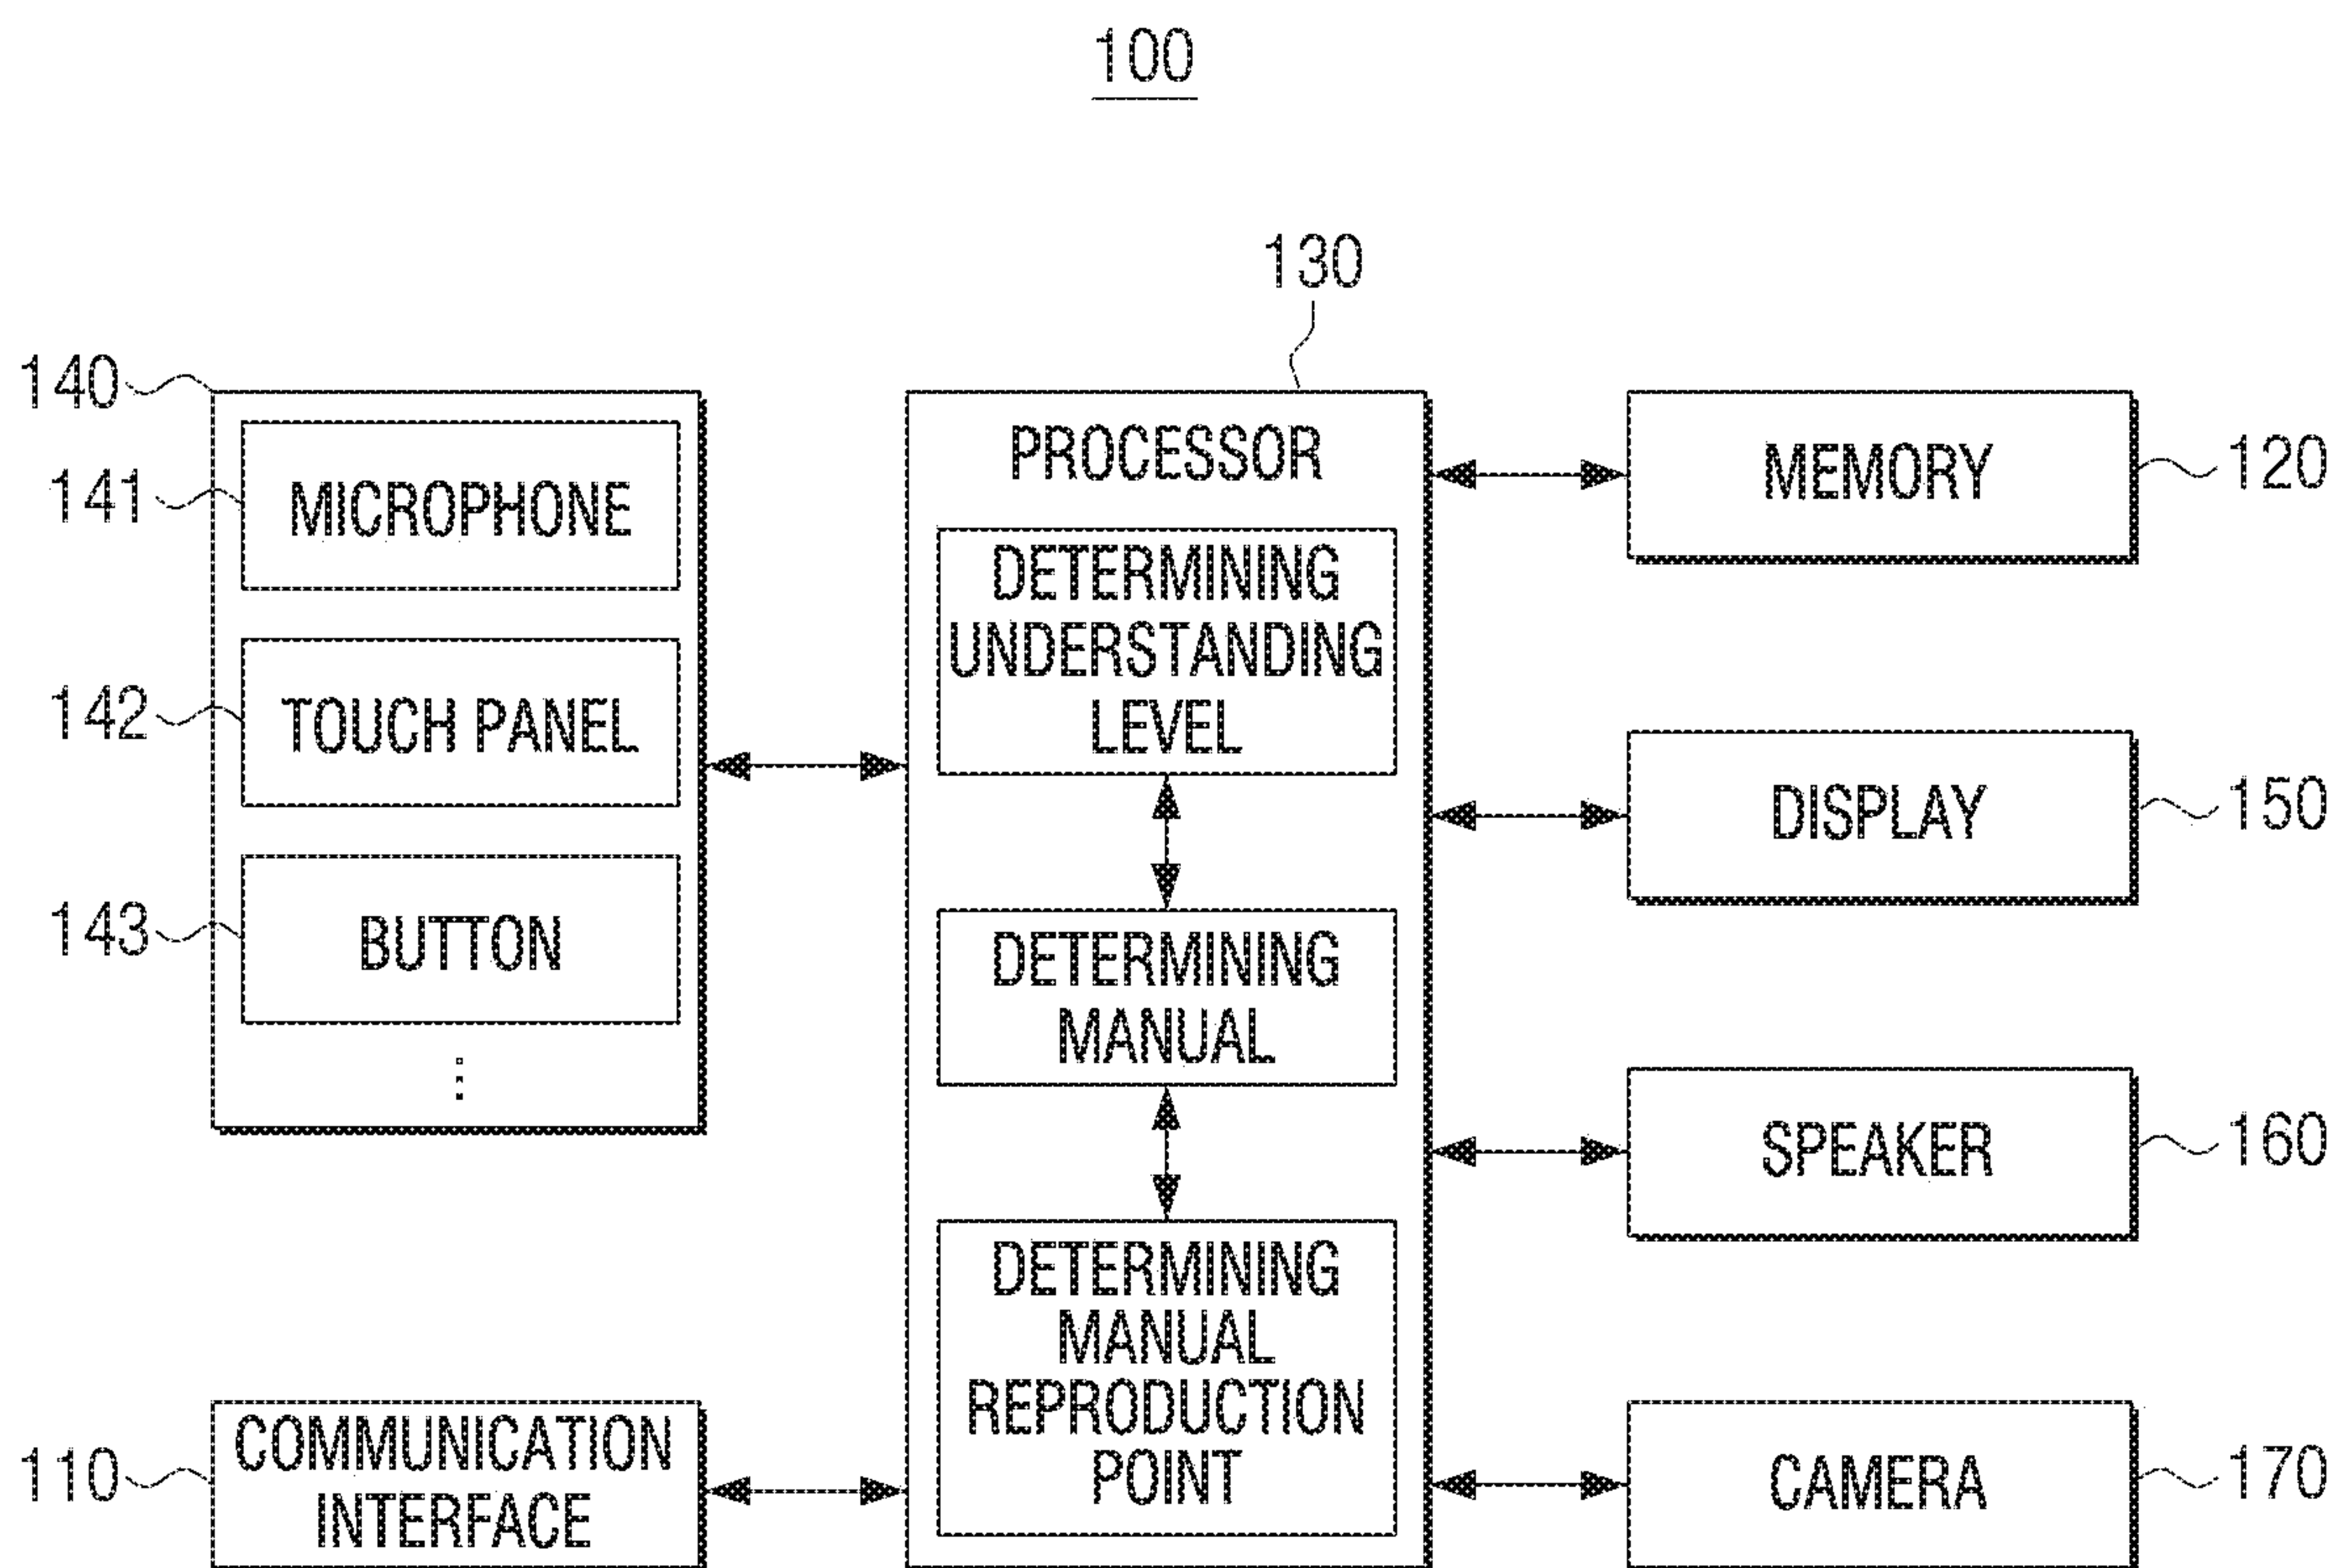 100
130
140
141
MICROPHONE
142
TOUCH PANEL
143
BUTTON
⋮
110
COMMUNICATION
INTERFACE
PROCESSOR
DETERMINING
UNDERSTANDING
LEVEL
DETERMINING
MANUAL
DETERMINING
MANUAL
REPRODUCTION
POINT
MEMORY
120
DISPLAY
150
SPEAKER
160
CAMERA
170